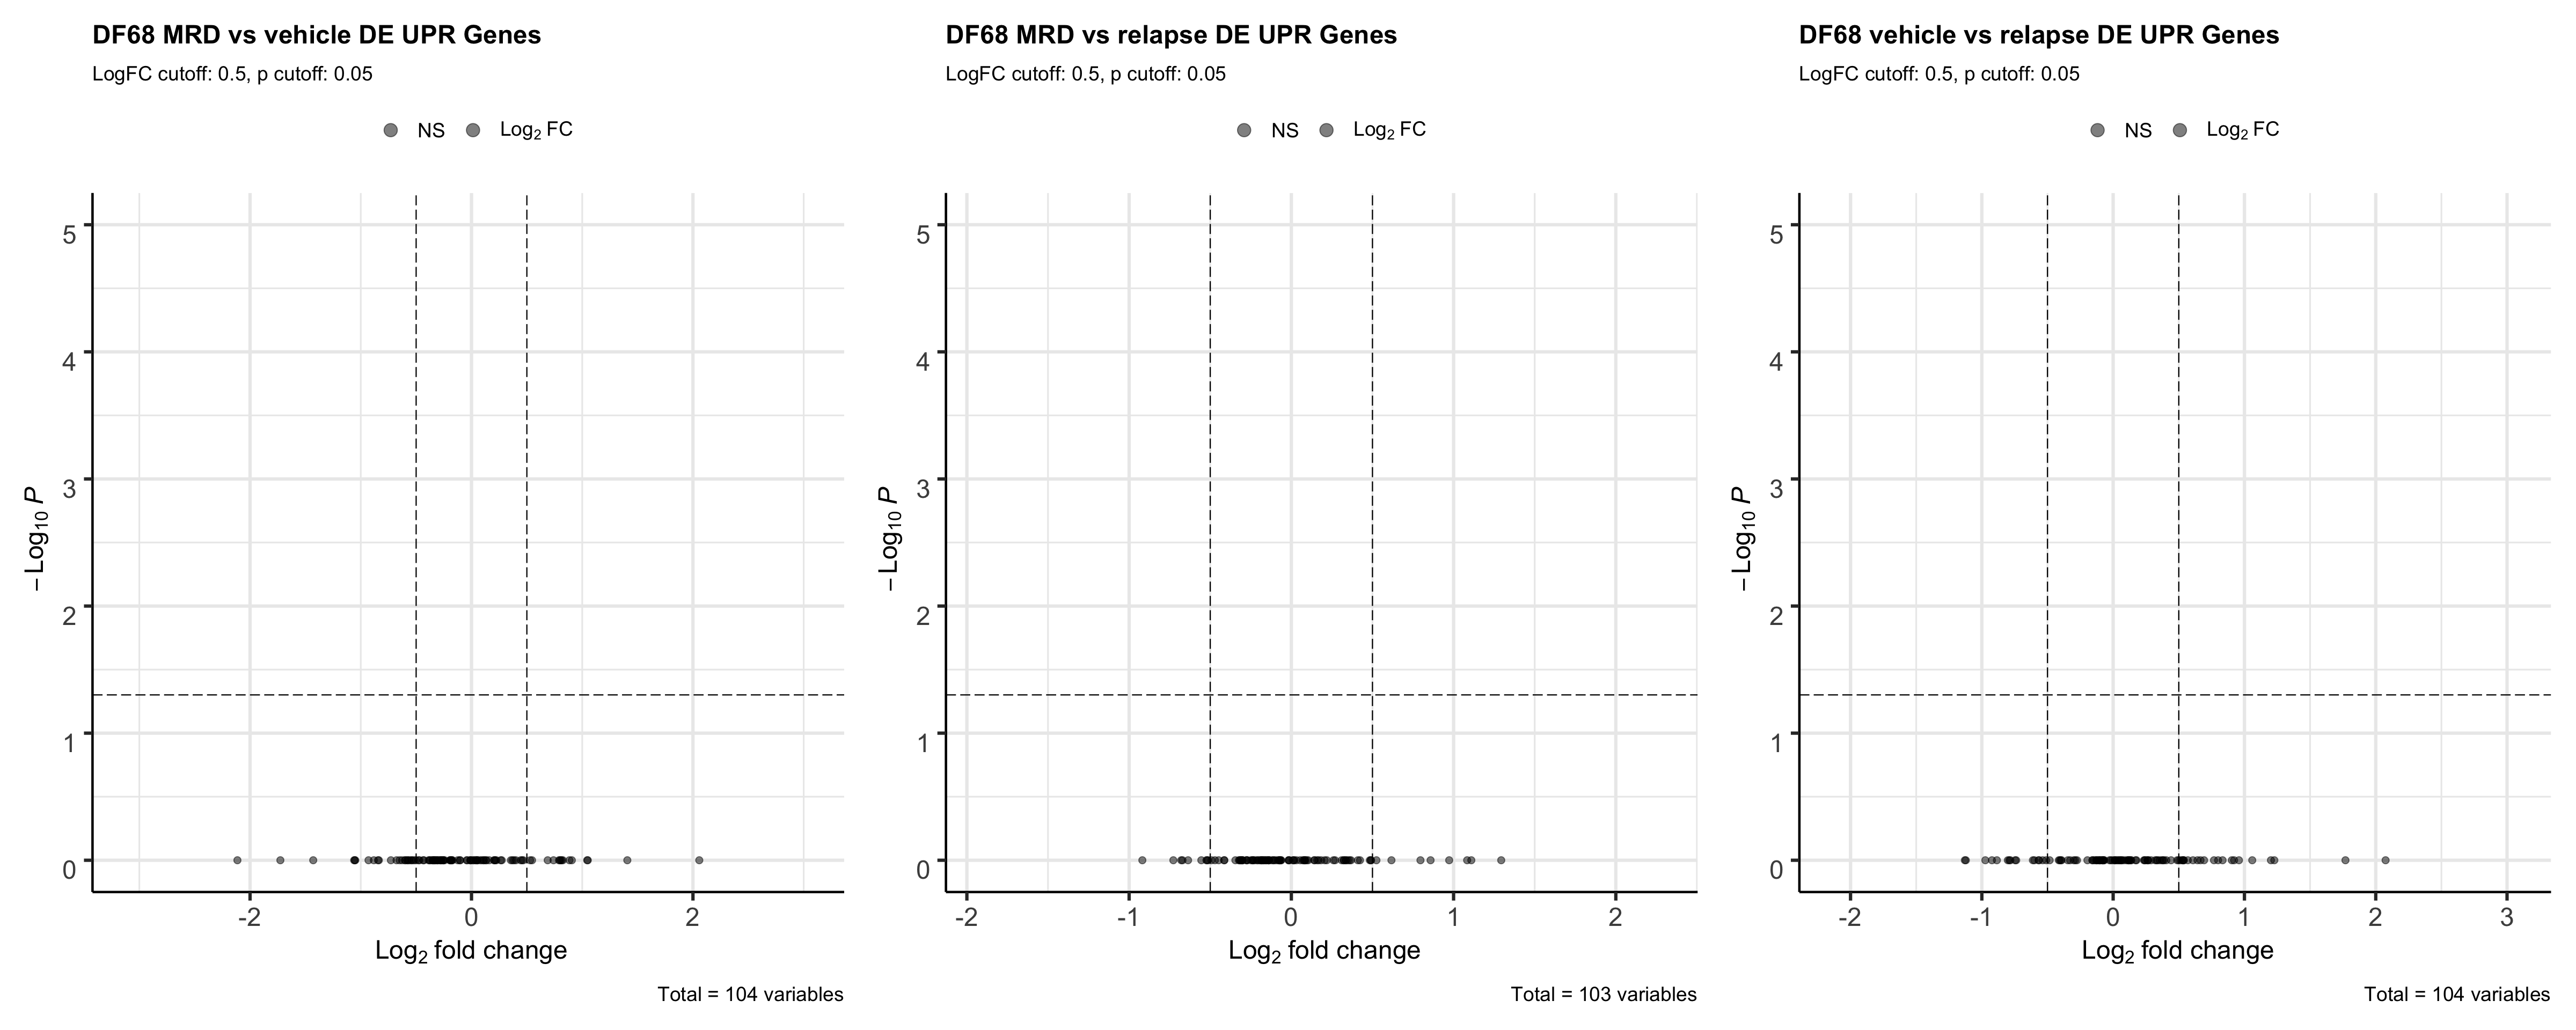 DF68 MRD vs vehicle DE UPR Genes
LogFC cutoff: 0.5, p cutoff: 0.05
NS Log2 FC
5
4
3
2
1
0
−Log10 P
-2 0 2
Log2 fold change
Total = 104 variables
DF68 MRD vs relapse DE UPR Genes
LogFC cutoff: 0.5, p cutoff: 0.05
NS Log2 FC
5
4
3
2
1
0
−Log10 P
-2 -1 0 1 2
Log2 fold change
Total = 103 variables
DF68 vehicle vs relapse DE UPR Genes
LogFC cutoff: 0.5, p cutoff: 0.05
NS Log2 FC
5
4
3
2
1
0
−Log10 P
-2 -1 0 1 2 3
Log2 fold change
Total = 104 variables